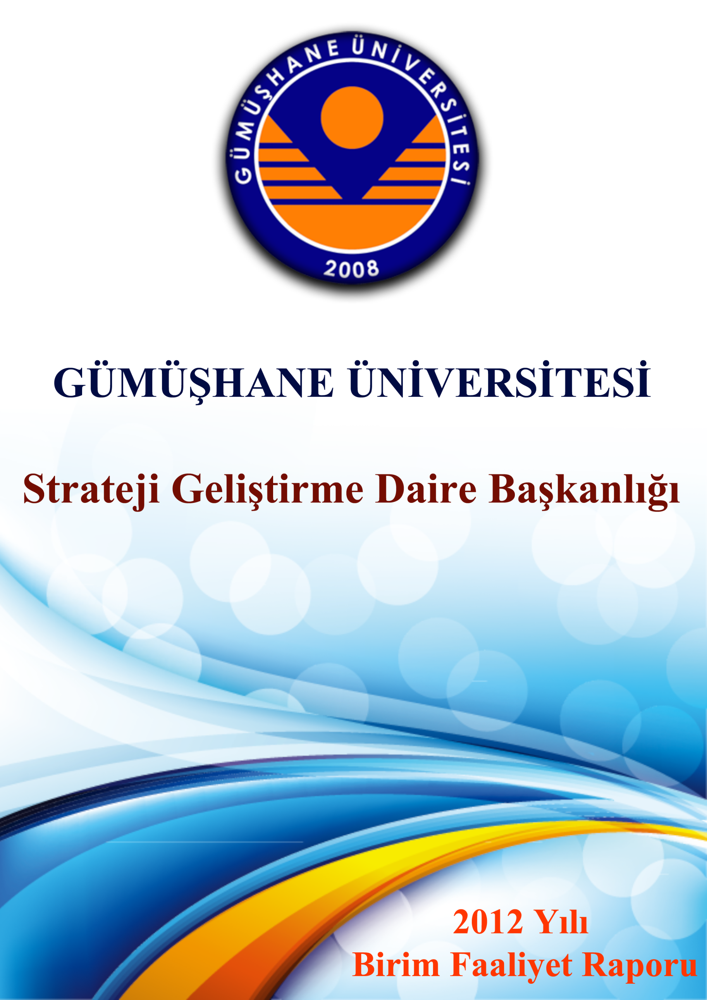 GÜMÜŞHANE ÜNİVERSİTESİ
2008
GÜMÜŞHANE ÜNİVERSİTESİ
Strateji Geliştirme Daire Başkanlığı
2012 Yılı
Birim Faaliyet Raporu